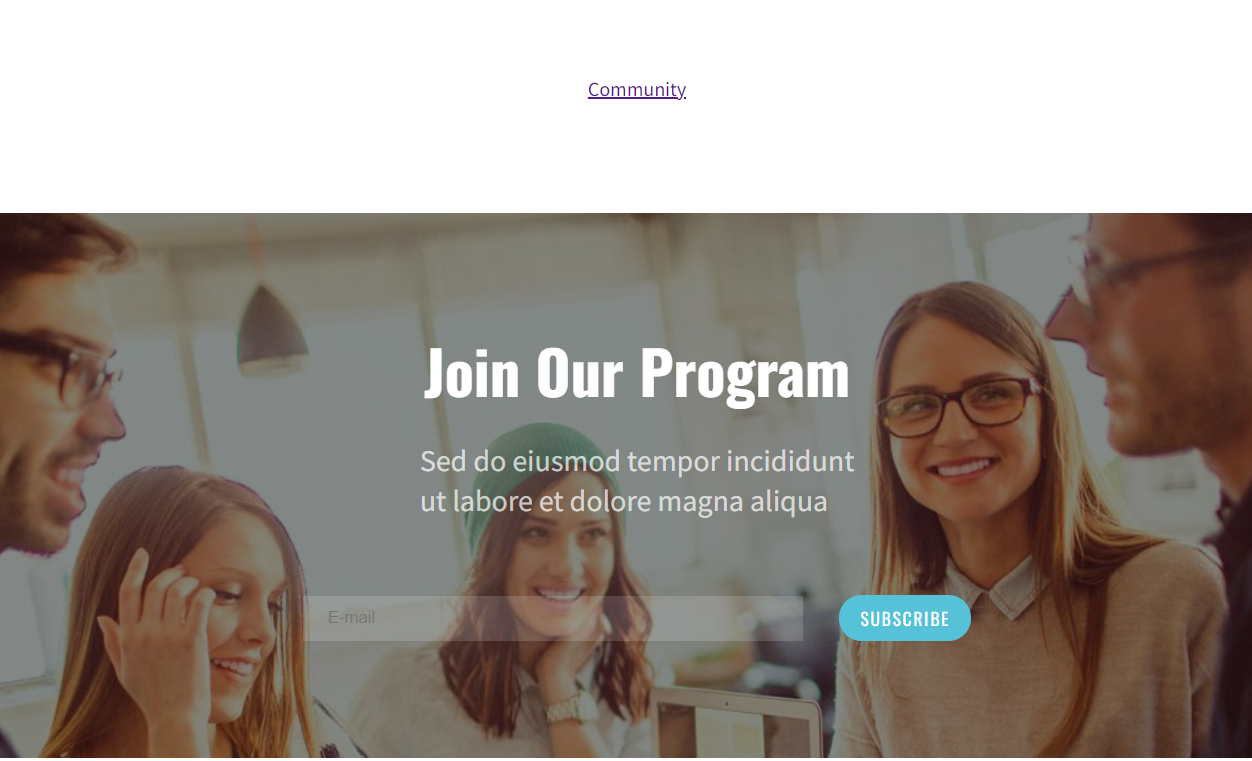 Community
Join Our Program
Sed do eiusmod tempor incididunt
ut labore et dolore magna aliqua
E-mail
SUBSCRIBE